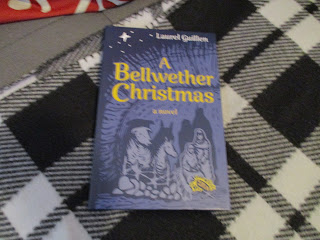 Laurel Guillen
A
Bellwether
Christmas
a novel